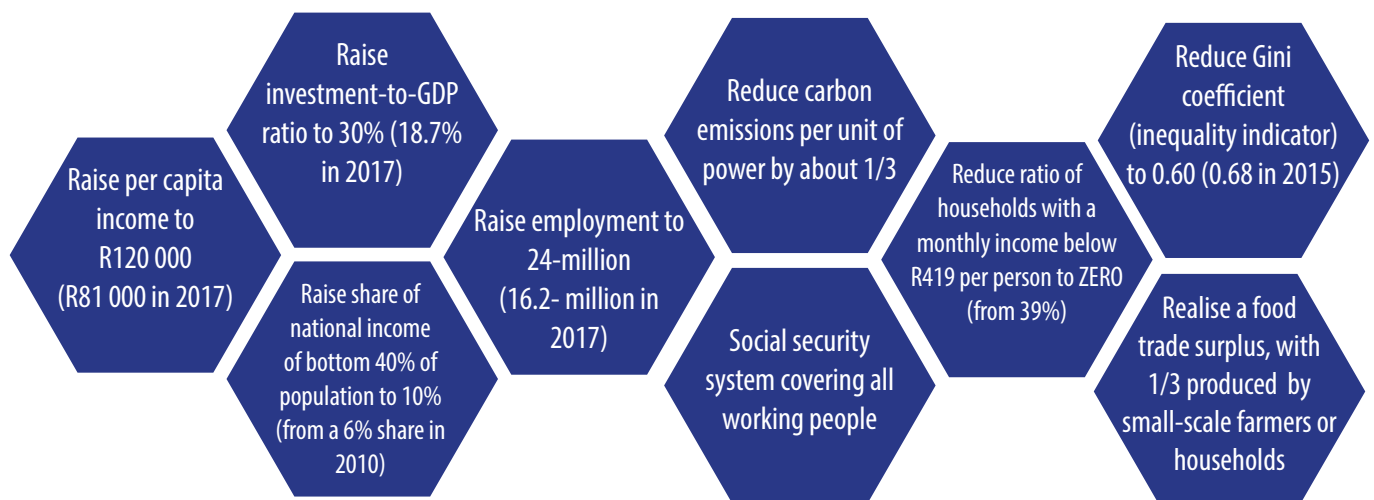 Raise per capita
income to
R120 000
(R81 000 in 2017)
Raise
investment-to-GDP
ratio to 30% (18.7%
in 2017)
Raise share of
national income
of bottom 40% of
population to 10%
(from a 6% share in
2010)
Raise employment to
24-million
(16.2- million in
2017)
Reduce carbon
emissions per unit of
power by about 1/3
Social security
system covering all
working people
Reduce ratio of
households with a
monthly income below
R419 per person to ZERO
(from 39%)
Reduce Gini
coefficient
(inequality indicator)
to 0.60 (0.68 in 2015)
Realise a food
trade surplus, with
1/3 produced by
small-scale farmers or
households